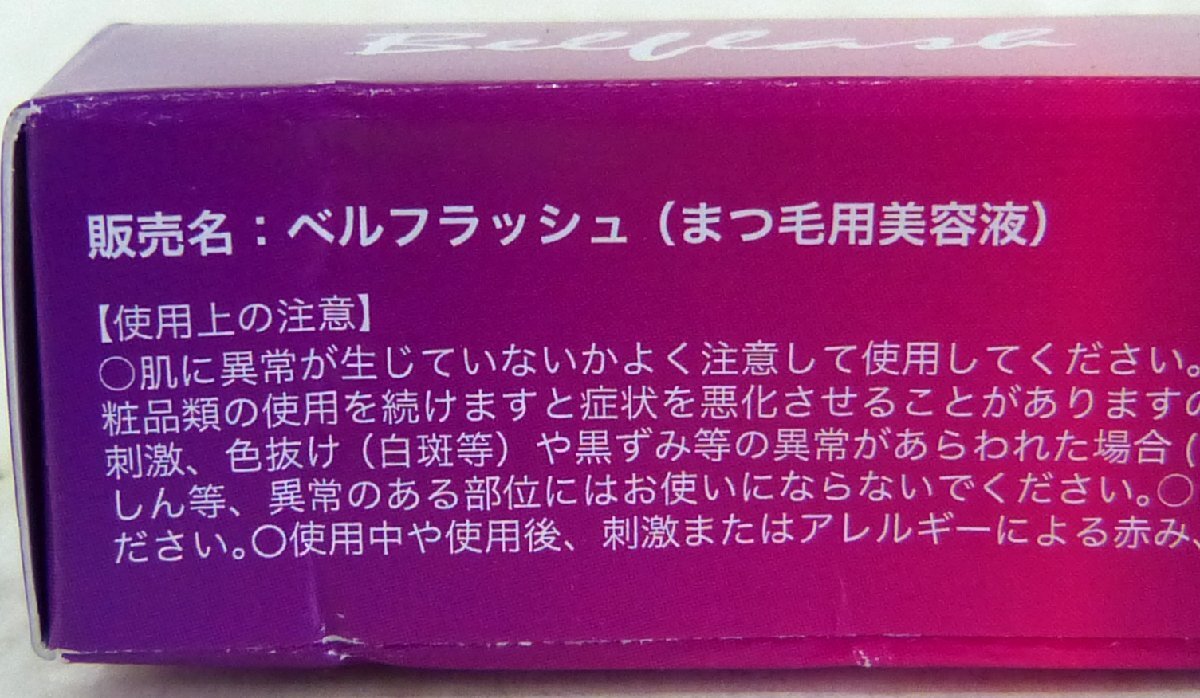 Belflash
販売名：ベルフラッシュ（まつ毛用美容液）
【使用上の注意】
○肌に異常が生じていないかよく注意して使用してください。
粧品類の使用を続けますと症状を悪化させることがありますの
刺激、色抜け（白斑等）や黒ずみ等の異常があらわれた場合（
しん等、異常のある部位にはお使いにならないでください。○
ださい。○使用中や使用後、刺激またはアレルギーによる赤み、